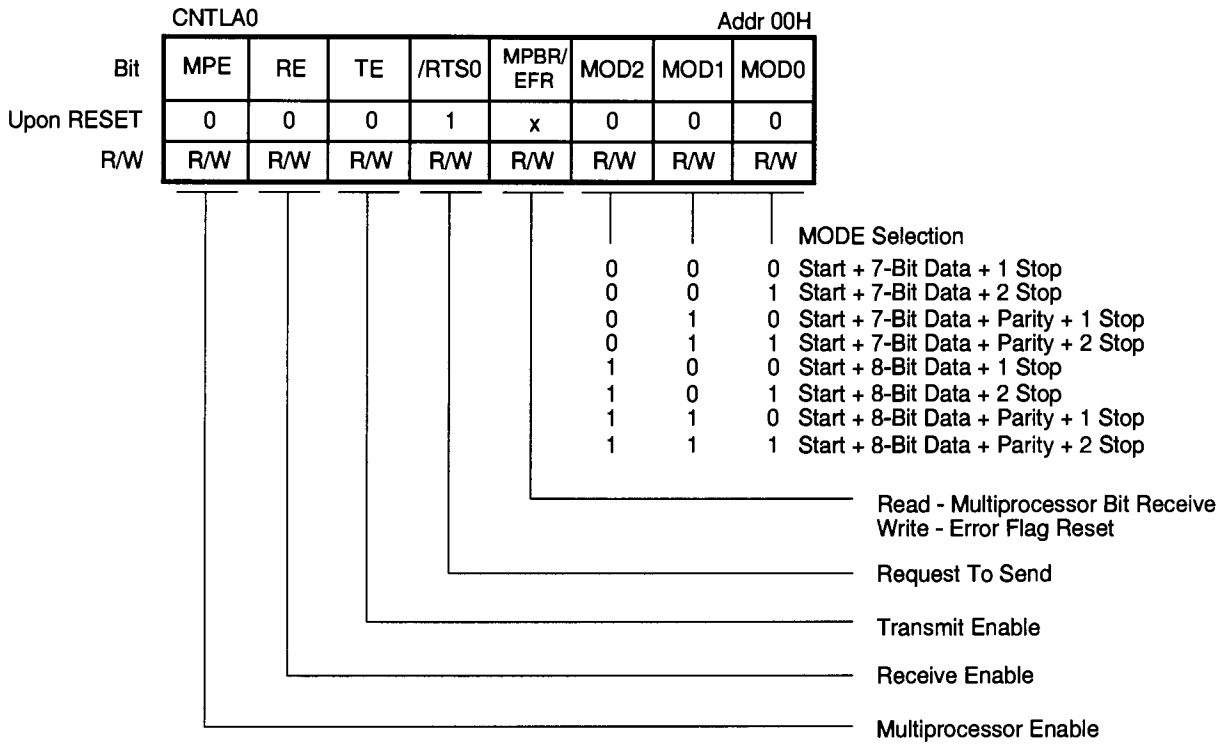 CNTLA0 Addr 00H
Bit MPE RE TE /RTS0 MPBR/ EFR MOD2 MOD1 MOD0
Upon RESET 0 0 0 1 x 0 0 0
R/W R/W R/W R/W R/W R/W R/W R/W R/W
MODE Selection
0 0 0 Start + 7-Bit Data + 1 Stop
0 0 1 Start + 7-Bit Data + 2 Stop
0 1 0 Start + 7-Bit Data + Parity + 1 Stop
0 1 1 Start + 7-Bit Data + Parity + 2 Stop
1 0 0 Start + 8-Bit Data + 1 Stop
1 0 1 Start + 8-Bit Data + 2 Stop
1 1 0 Start + 8-Bit Data + Parity + 1 Stop
1 1 1 Start + 8-Bit Data + Parity + 2 Stop
Read - Multiprocessor Bit Receive
Write - Error Flag Reset
Request To Send
Transmit Enable
Receive Enable
Multiprocessor Enable